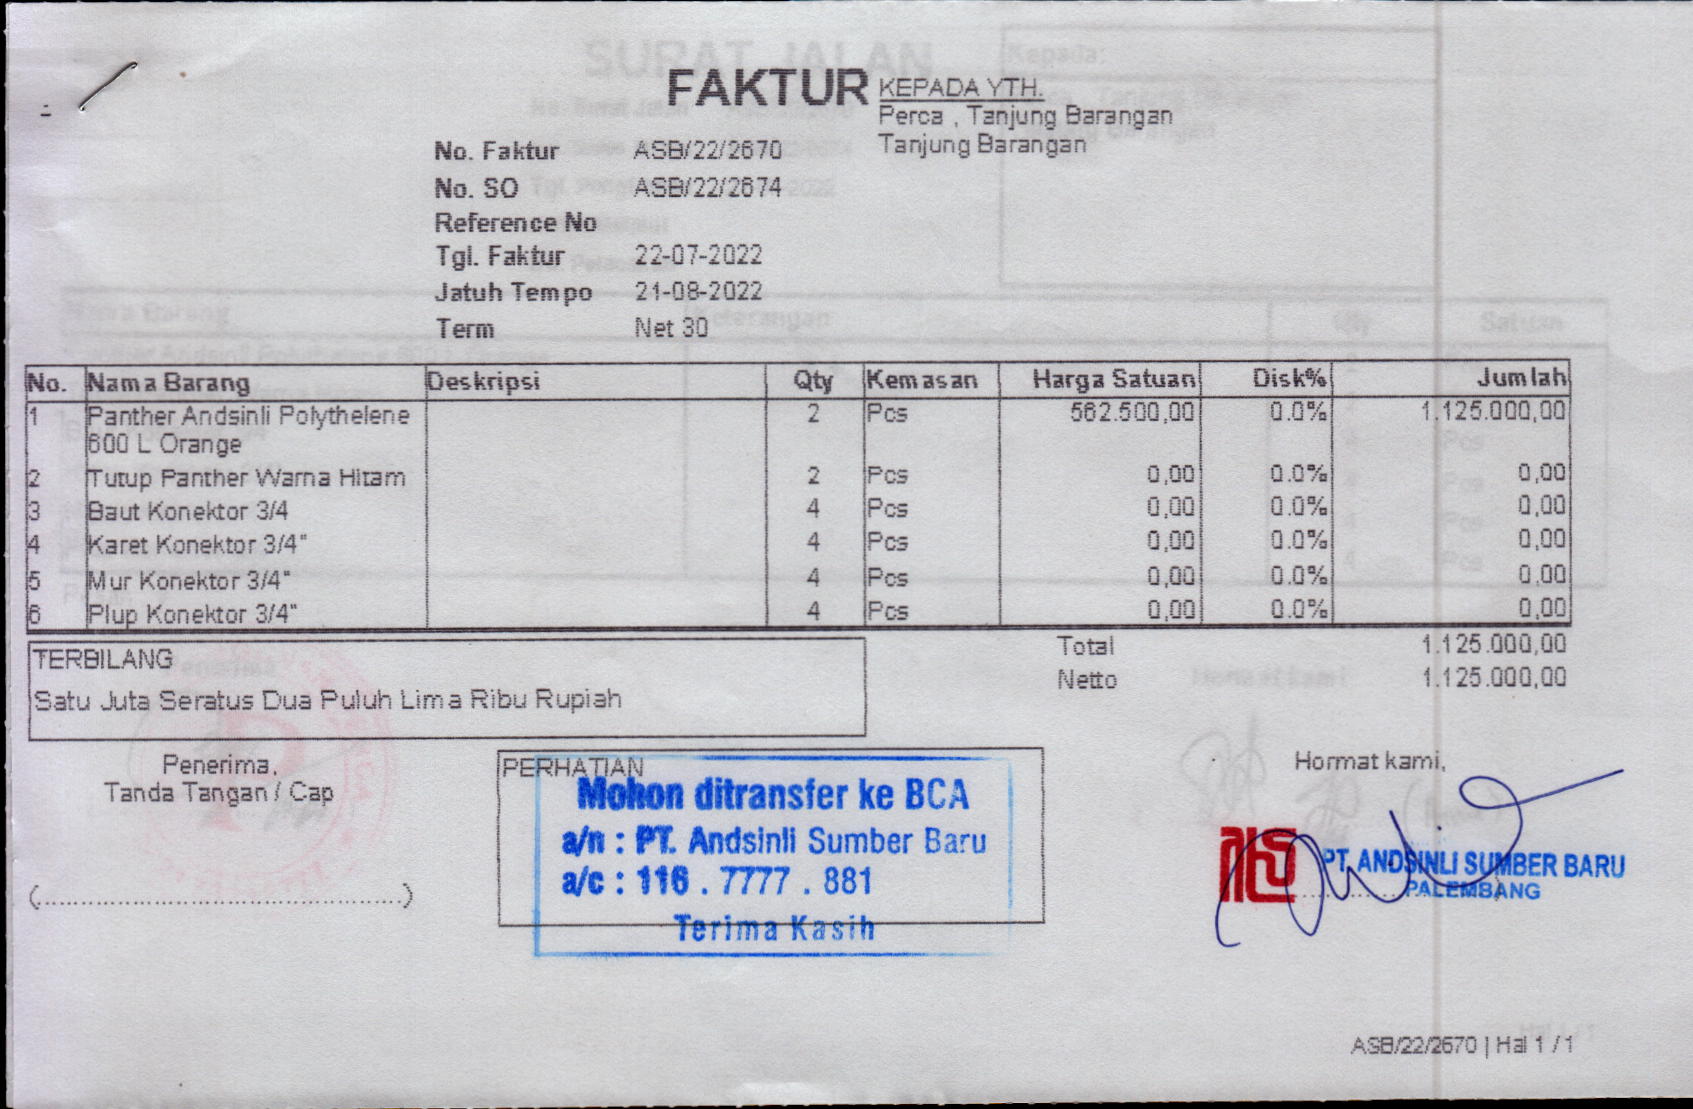 FAKTUR
KEPADA YTH.
Perca , Tanjung Barangan
Tanjung Barangan
No. Faktur ASB/22/2670
No. SO ASB/22/2674
Reference No
Tgl. Faktur 22-07-2022
Jatuh Tempo 21-08-2022
Term Net 30
No. Nama Barang Deskripsi Qty Kemasan Harga Satuan Disk% Jumlah
1 Panther Andsinli Polythelene 2 Pcs 562.500,00 0.0% 1.125.000,00
600 L Orange
2 Tutup Panther Warna Hitam 2 Pcs 0,00 0.0% 0,00
3 Baut Konektor 3/4 4 Pcs 0,00 0.0% 0,00
4 Karet Konektor 3/4" 4 Pcs 0,00 0.0% 0,00
5 Mur Konektor 3/4" 4 Pcs 0,00 0.0% 0,00
6 Plup Konektor 3/4" 4 Pcs 0,00 0.0% 0,00
Total 1.125.000,00
Netto 1.125.000,00
TERBILANG
Satu Juta Seratus Dua Puluh Lima Ribu Rupiah
Penerima,
Tanda Tangan / Cap
(................................................)
PERHATIAN
Mohon ditransfer ke BCA
a/n : PT. Andsinli Sumber Baru
a/c : 116 . 7777 . 881
Terima Kasih
Hormat kami,
PT. ANDSINLI SUMBER BARU
PALEMBANG
ASB/22/2670 | Hal 1 / 1